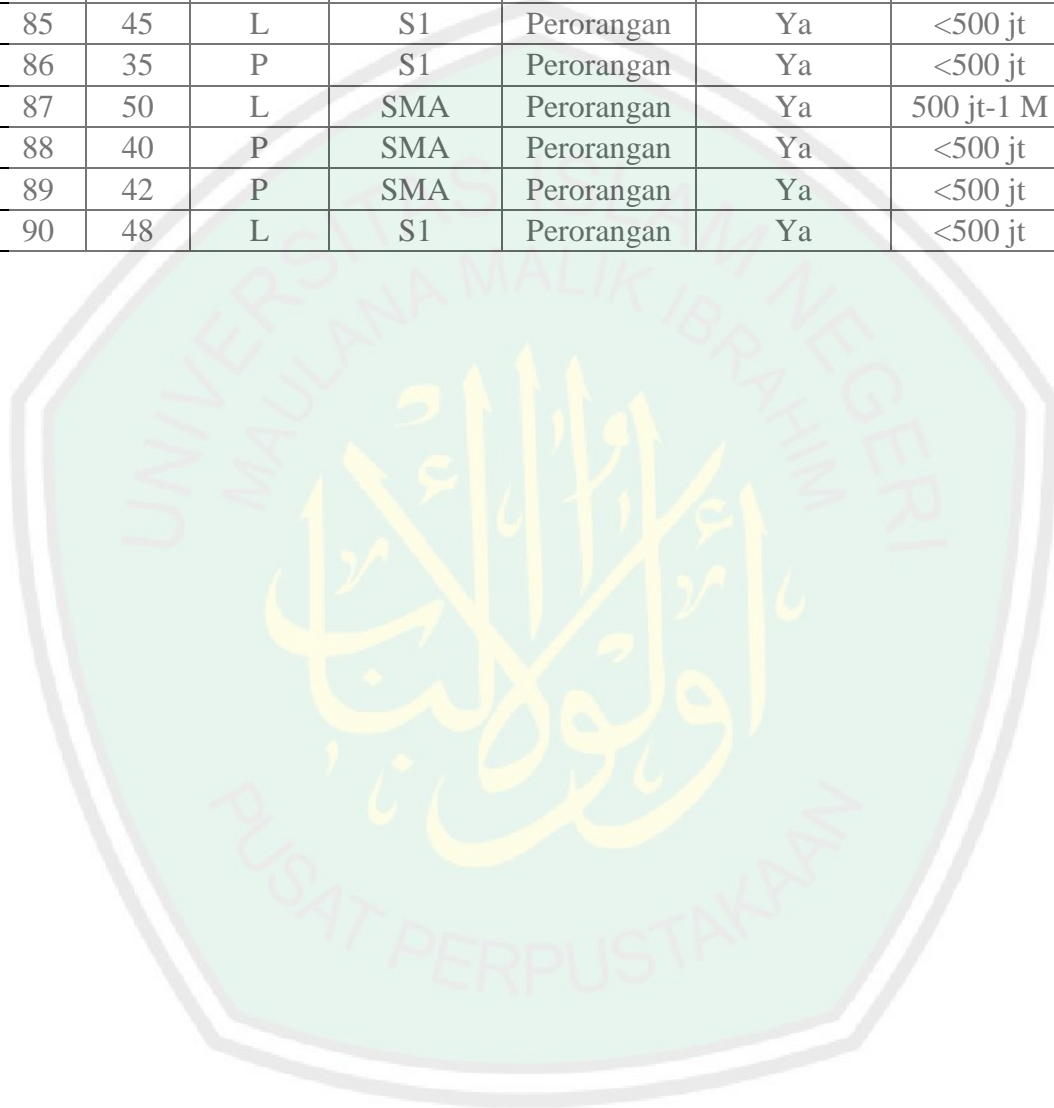 85 45 L S1 Perorangan Ya <500 jt
86 35 P S1 Perorangan Ya <500 jt
87 50 L SMA Perorangan Ya 500 jt-1 M
88 40 P SMA Perorangan Ya <500 jt
89 42 P SMA Perorangan Ya <500 jt
90 48 L S1 Perorangan Ya <500 jt
UNIVERSITAS ISLAM NEGERI
MAULANA MALIK IBRAHIM
أولوا الألباب
PUSAT PERPUSTAKAAN